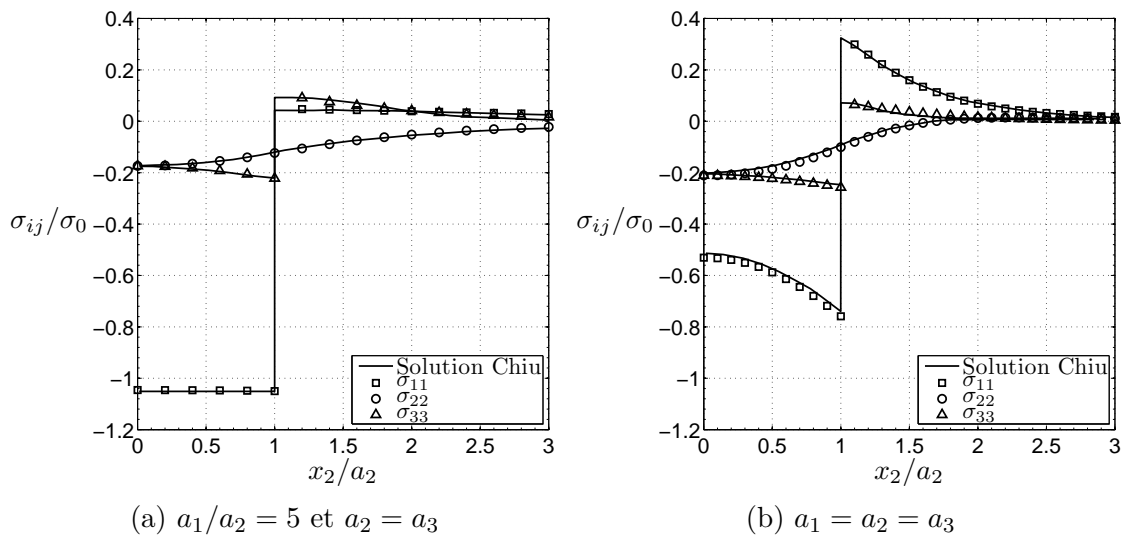 0.4
0.2
0
−0.2
−0.4
−0.6
−0.8
−1
−1.2
σij/σ0
0 0.5 1 1.5 2 2.5 3
x2/a2
Solution Chiu
σ11
σ22
σ33
(a) a1/a2 = 5 et a2 = a3
0.4
0.2
0
−0.2
−0.4
−0.6
−0.8
−1
−1.2
σij/σ0
0 0.5 1 1.5 2 2.5 3
x2/a2
Solution Chiu
σ11
σ22
σ33
(b) a1 = a2 = a3